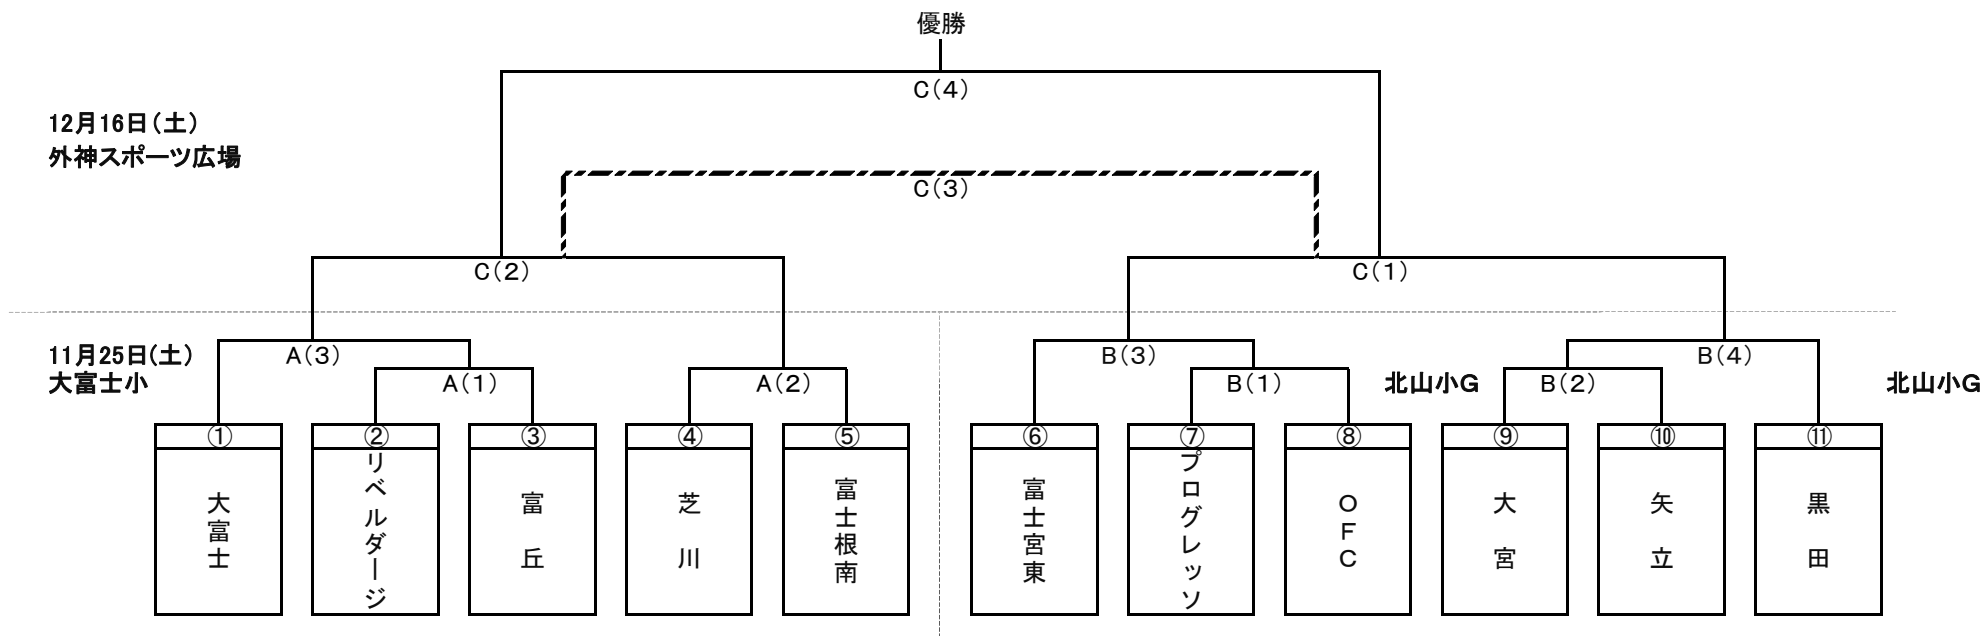 優勝
C(4)
12月16日(土)
外神スポーツ広場
C(3)
C(2)
C(1)
11月25日(土)
大富士小
A(3)
A(1)
A(2)
B(3)
B(1)
北山小G
B(2)
B(4)
北山小G
①
②
③
④
⑤
⑥
⑦
⑧
⑨
⑩
⑪
大富士
リベルダージ
富丘
芝川
富士根南
富士宮東
プログレッソ
OFC
大宮
矢立
黒田